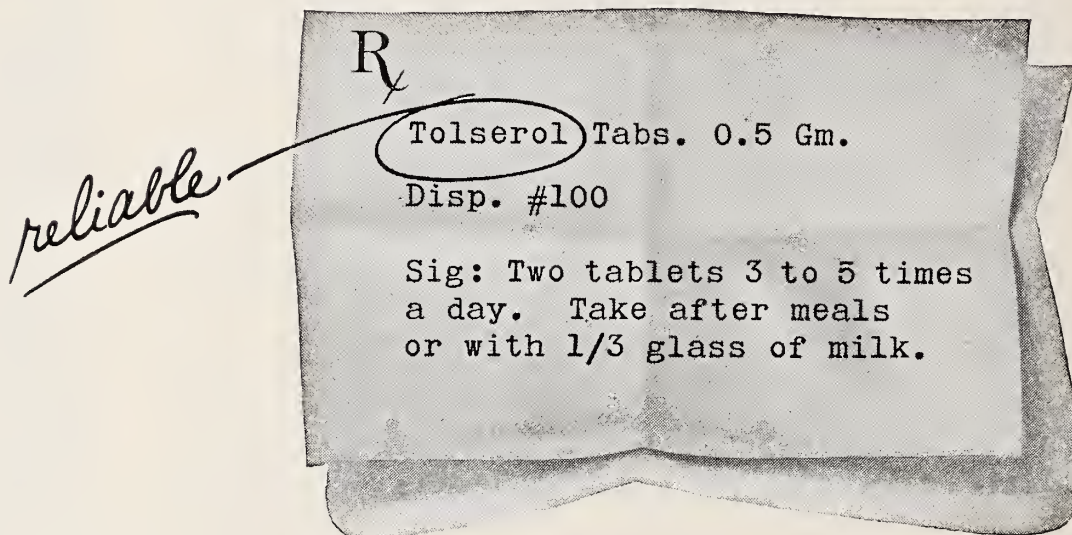 ℞
Tolserol Tabs. 0.5 Gm.
reliable
Disp. #100
Sig: Two tablets 3 to 5 times
a day. Take after meals
or with 1/3 glass of milk.